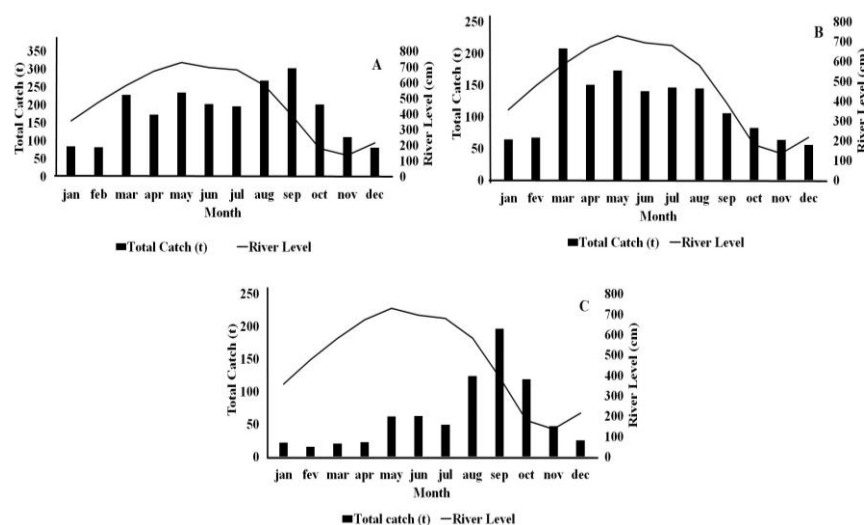 A
Total Catch (t)
350
300
250
200
150
100
50
0
800
700
600
500
400
300
200
100
0
River Level (cm)
jan feb mar apr may jun jul aug sep oct nov dec
Month
Total Catch (t) River Level
B
Total Catch (t)
250
200
150
100
50
0
800
700
600
500
400
300
200
100
0
River Level (cm)
jan fev mar apr may jun jul aug sep oct nov dec
Month
Total Catch (t) River Level
C
Total Catch (t)
250
200
150
100
50
0
800
700
600
500
400
300
200
100
0
River Level (cm)
jan fev mar apr may jun jul aug sep oct nov dec
Month
Total catch (t) River Level